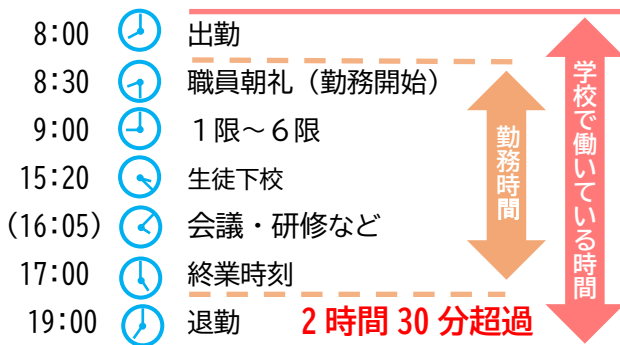 8:00 出勤
8:30 職員朝礼（勤務開始）
9:00 １限～６限
15:20 生徒下校
(16:05) 会議・研修など
17:00 終業時刻
19:00 退勤 2時間30分超過
勤務時間
学校で働いている時間